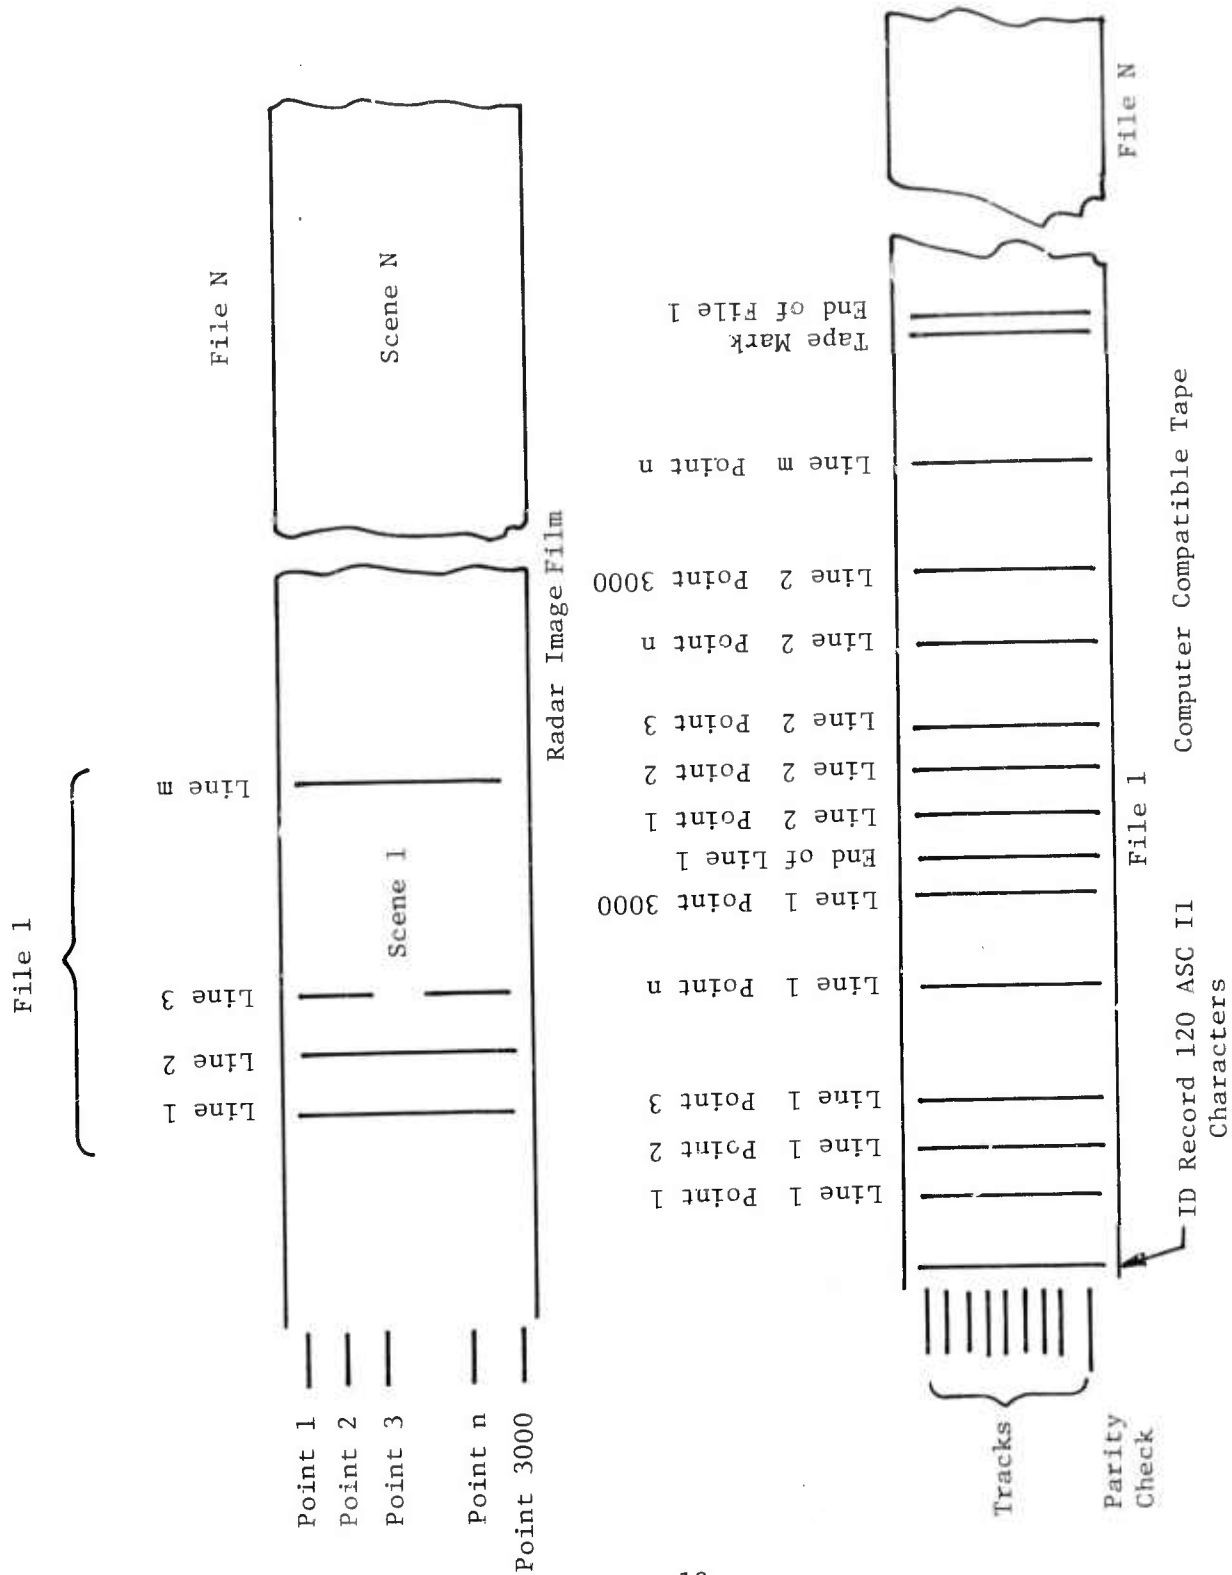 File 1
File N
Line 1
Line 2
Line 3
Line m
Scene 1
Scene N
Point 1
Point 2
Point 3
Point n
Point 3000
Radar Image Film
Line 1 Point 1
Line 1 Point 2
Line 1 Point 3
Line 1 Point n
Line 1 Point 3000
End of Line 1
Line 2 Point 1
Line 2 Point 2
Line 2 Point 3
Line 2 Point n
Line 2 Point 3000
Line m Point n
Tape Mark
End of File 1
Tracks
Parity
Check
ID Record 120 ASC II
Characters
File 1
File N
Computer Compatible Tape